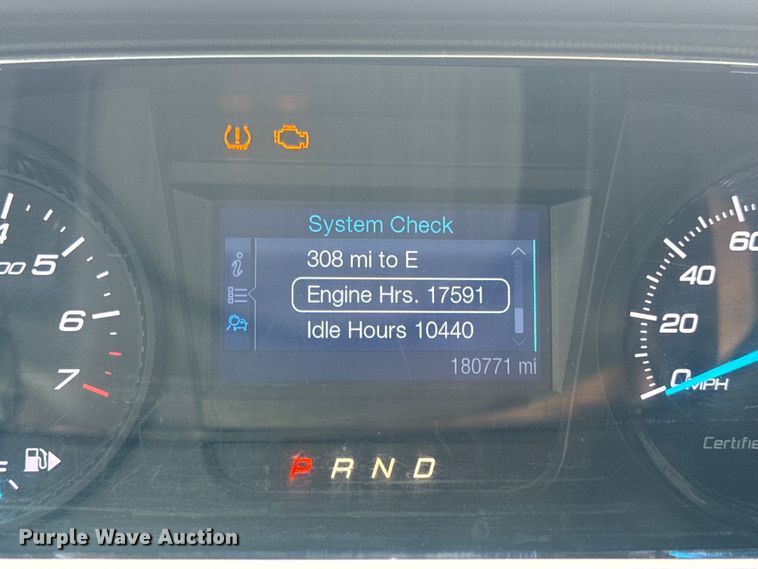 System Check
308 mi to E
Engine Hrs. 17591
Idle Hours 10440
180771 mi
4
5
6
7
60
40
20
0 MPH
P R N D
Purple Wave Auction